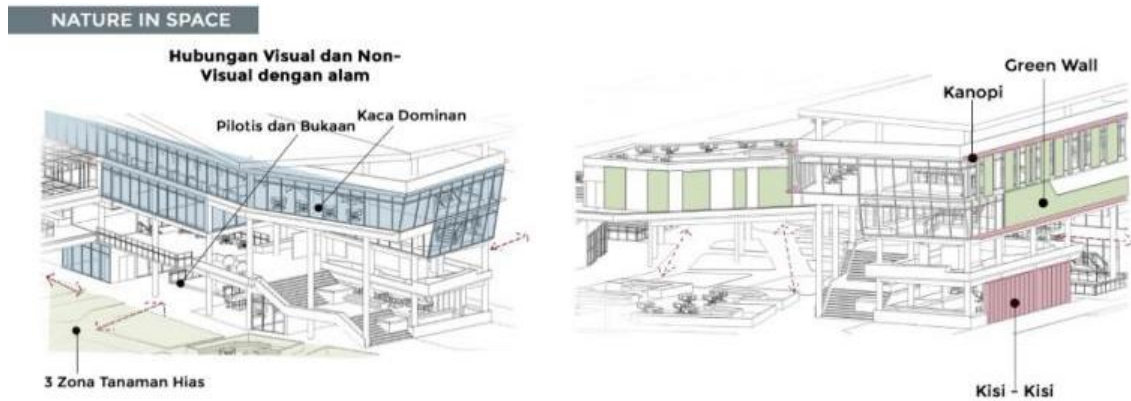 NATURE IN SPACE
Hubungan Visual dan Non-
Visual dengan alam
Pilotis dan Bukaan
Kaca Dominan
3 Zona Tanaman Hias
Green Wall
Kanopi
Kisi - Kisi